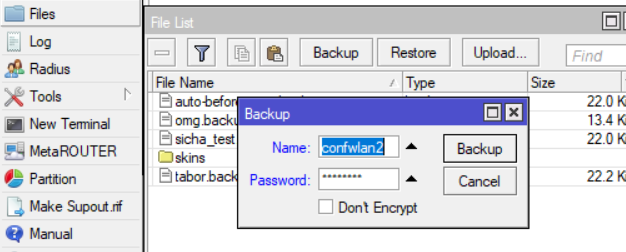 Files
File List
Log
Radius
Backup Restore Upload... Find
Tools
File Name / Type Size
New Terminal
auto-before 22.0 K
omg.backu 13.4 K
MetaROUTER
sicha_test 22.0 K
skins
Partition
tabor.back 22.2 K
Make Supout.rif
Manual
Backup
Name: confwlan2 Backup
Password: ******** Cancel
Don't Encrypt